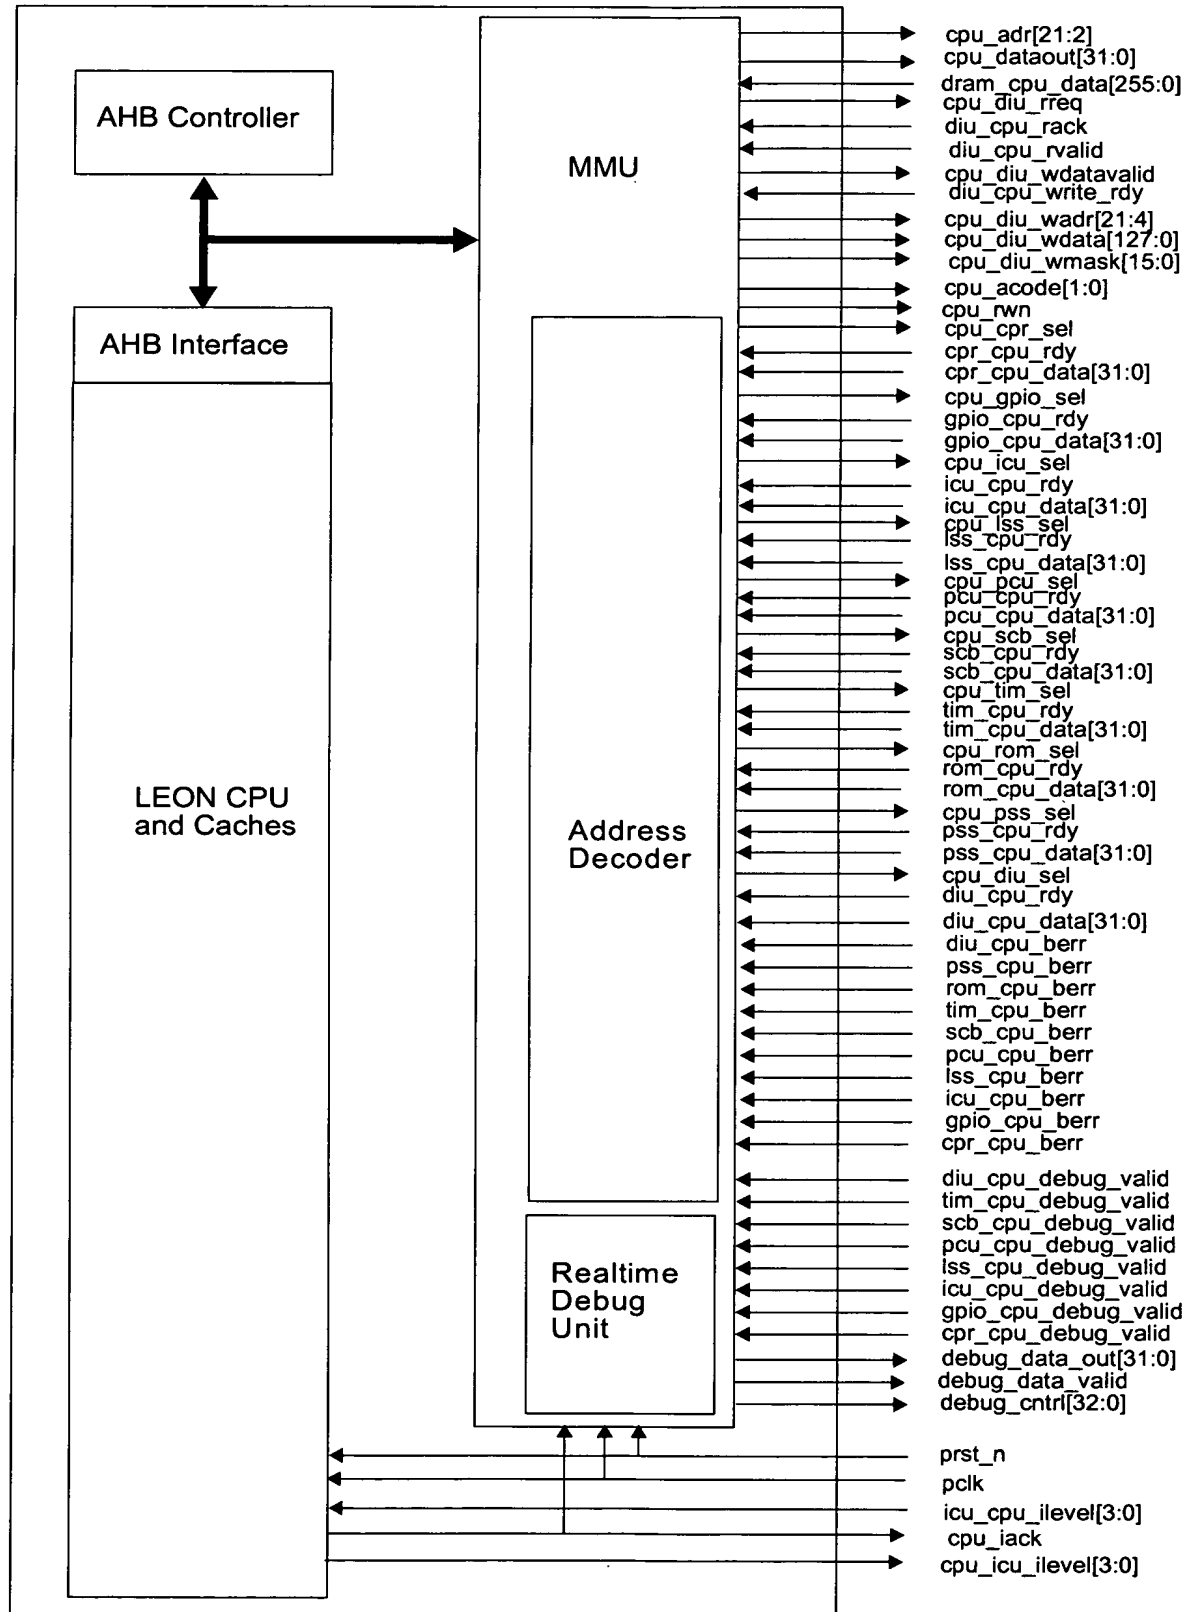 AHB Controller
AHB Interface
LEON CPU
and Caches
MMU
Address
Decoder
Realtime
Debug
Unit
cpu_adr[21:2]
cpu_dataout[31:0]
dram_cpu_data[255:0]
cpu_diu_rreq
diu_cpu_rack
diu_cpu_rvalid
cpu_diu_wdatavalid
diu_cpu_write_rdy
cpu_diu_wadr[21:4]
cpu_diu_wdata[127:0]
cpu_diu_wmask[15:0]
cpu_acode[1:0]
cpu_rwn
cpu_cpr_sel
cpr_cpu_rdy
cpr_cpu_data[31:0]
cpu_gpio_sel
gpio_cpu_rdy
gpio_cpu_data[31:0]
cpu_icu_sel
icu_cpu_rdy
icu_cpu_data[31:0]
cpu_lss_sel
lss_cpu_rdy
lss_cpu_data[31:0]
cpu_pcu_sel
pcu_cpu_rdy
pcu_cpu_data[31:0]
cpu_scb_sel
scb_cpu_rdy
scb_cpu_data[31:0]
cpu_tim_sel
tim_cpu_rdy
tim_cpu_data[31:0]
cpu_rom_sel
rom_cpu_rdy
rom_cpu_data[31:0]
cpu_pss_sel
pss_cpu_rdy
pss_cpu_data[31:0]
cpu_diu_sel
diu_cpu_rdy
diu_cpu_data[31:0]
diu_cpu_berr
pss_cpu_berr
rom_cpu_berr
tim_cpu_berr
scb_cpu_berr
pcu_cpu_berr
lss_cpu_berr
icu_cpu_berr
gpio_cpu_berr
cpr_cpu_berr
diu_cpu_debug_valid
tim_cpu_debug_valid
scb_cpu_debug_valid
pcu_cpu_debug_valid
lss_cpu_debug_valid
icu_cpu_debug_valid
gpio_cpu_debug_valid
cpr_cpu_debug_valid
debug_data_out[31:0]
debug_data_valid
debug_cntrl[32:0]
prst_n
pclk
icu_cpu_ilevel[3:0]
cpu_iack
cpu_icu_ilevel[3:0]